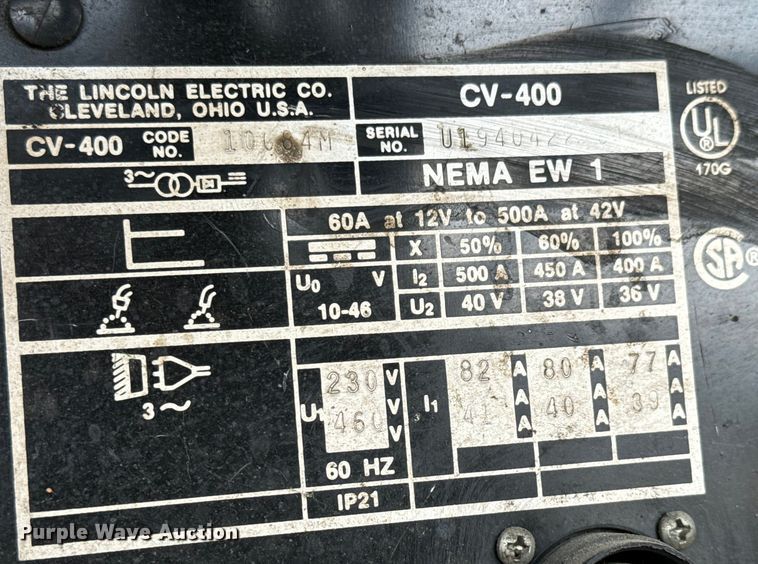 THE LINCOLN ELECTRIC CO.
CLEVELAND, OHIO U.S.A.
CV-400
LISTED
UL
®
170G
CV-400 CODE NO.
SERIAL NO.
3~
NEMA EW 1
60A at 12V to 500A at 42V
X 50% 60% 100%
U0 V
I2 500 A 450 A 400 A
10-46
U2 40 V 38 V 36 V
SA ®
3~
U1 230 V
460 V
V
I1 82 A 80 A 77 A
41 A 40 A 39 A
A A A
60 HZ
IP21
Purple Wave Auction